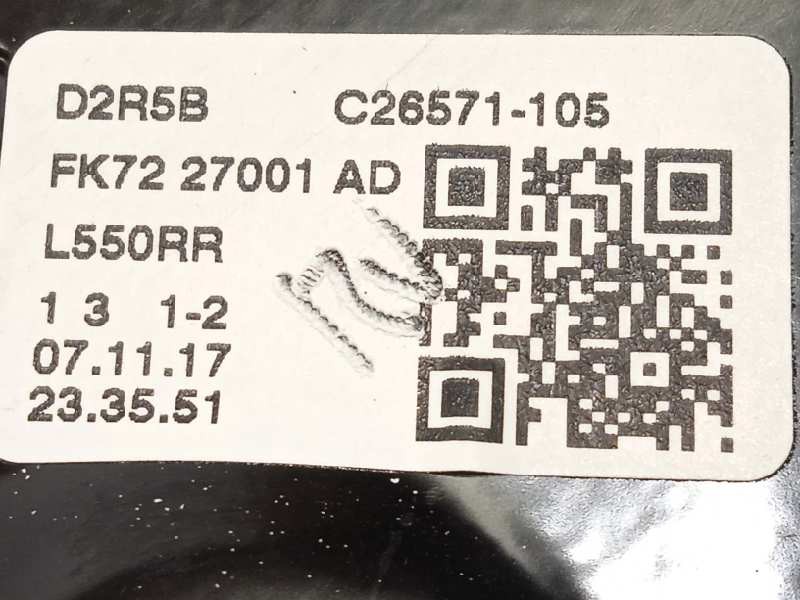 D2R5B C26571-105
FK72 27001 AD
L550RR
1 3 1-2
07.11.17
23.35.51